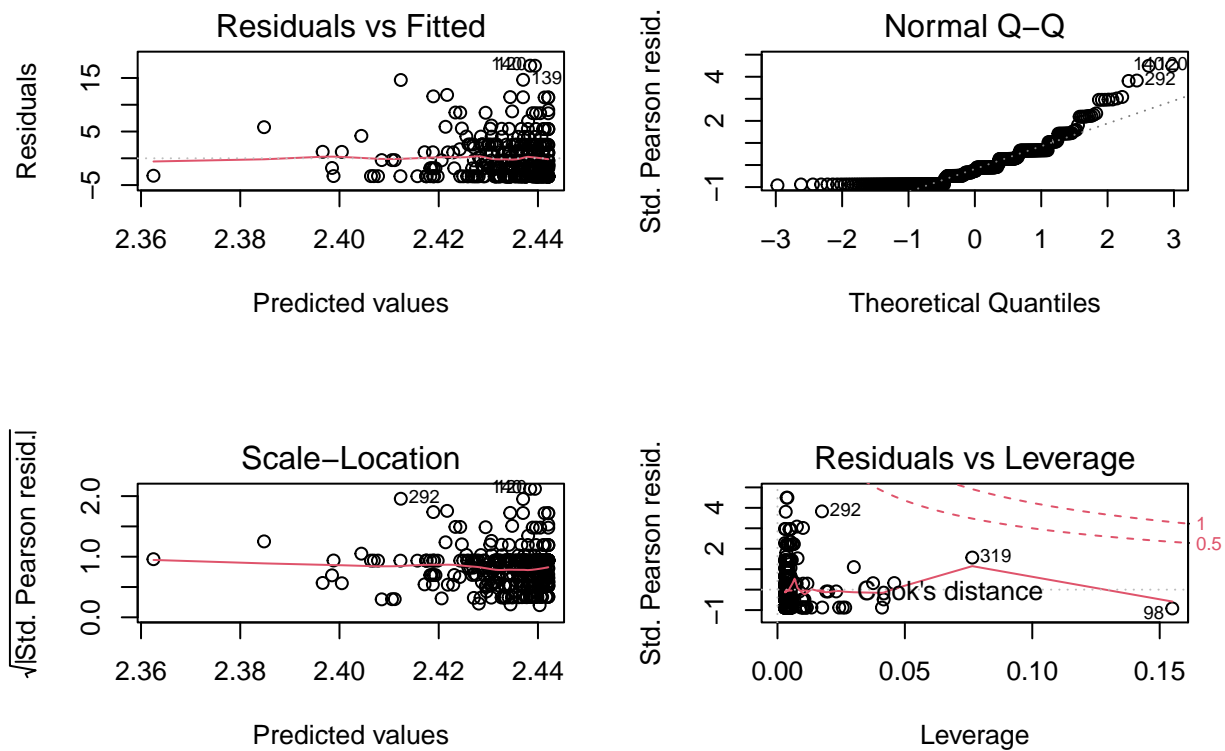 Residuals vs Fitted
Residuals
15
5
−5
139
2.36 2.38 2.40 2.42 2.44
Predicted values
Normal Q−Q
Std. Pearson resid.
4
2
−1
292
−3 −2 −1 0 1 2 3
Theoretical Quantiles
Scale−Location
√|Std. Pearson resid.|
2.0
1.0
0.0
292
2.36 2.38 2.40 2.42 2.44
Predicted values
Residuals vs Leverage
Std. Pearson resid.
4
2
−1
292
319
98
1
0.5
distance
0.00 0.05 0.10 0.15
Leverage